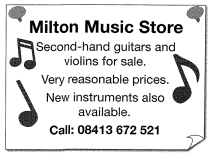 Milton Music Store
Second-hand guitars and
violins for sale.
Very reasonable prices.
New instruments also
available.
Call: 08413 672 521